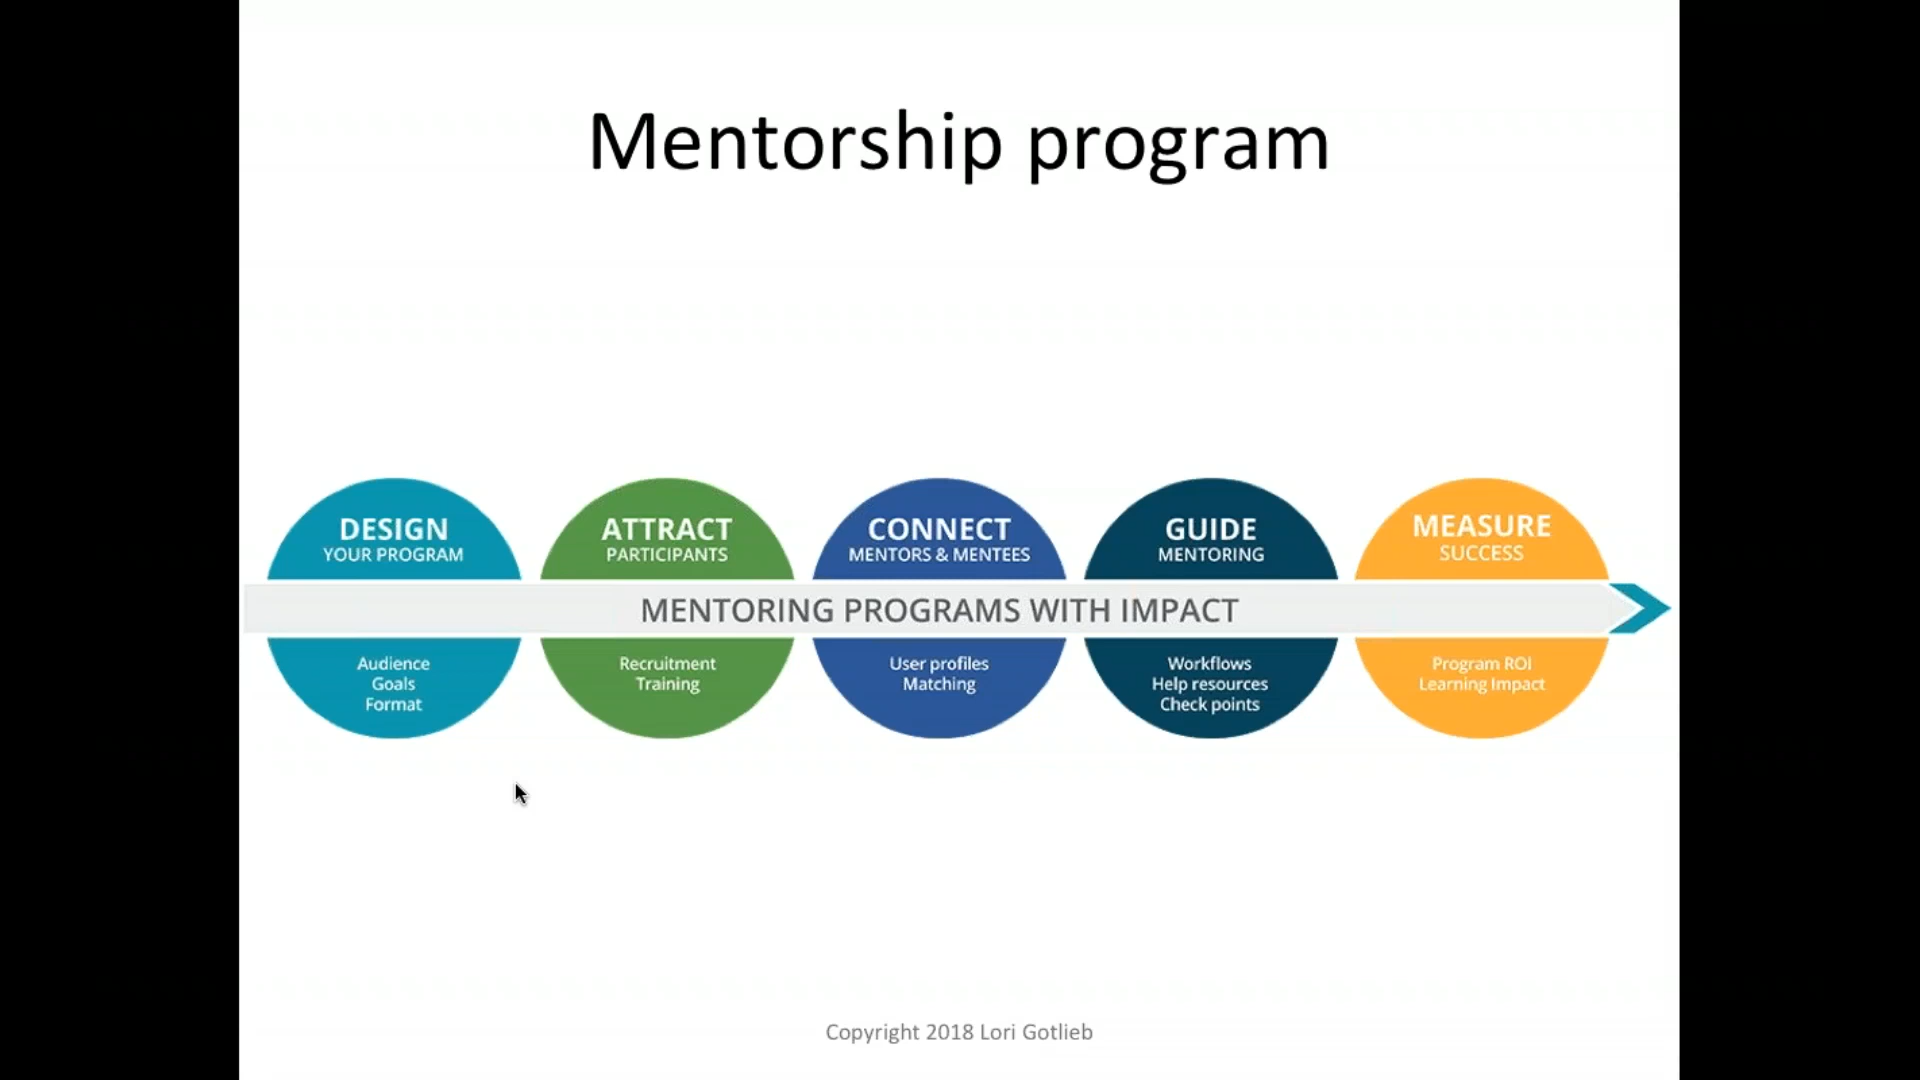 Mentorship program
DESIGN
YOUR PROGRAM
ATTRACT
PARTICIPANTS
CONNECT
MENTORS & MENTEES
GUIDE
MENTORING
MEASURE
SUCCESS
MENTORING PROGRAMS WITH IMPACT
Audience
Goals
Format
Recruitment
Training
User profiles
Matching
Workflows
Help resources
Check points
Program ROI
Learning Impact
Copyright 2018 Lori Gotlieb